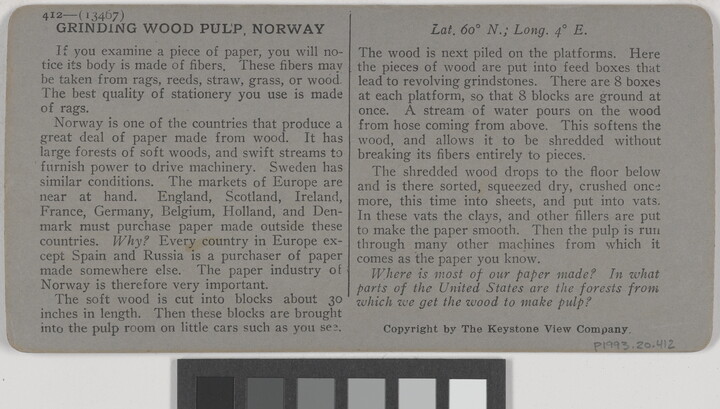 412—(13467)
GRINDING WOOD PULP, NORWAY
If you examine a piece of paper, you will no-
tice its body is made of fibers. These fibers may
be taken from rags, reeds, straw, grass, or wood.
The best quality of stationery you use is made
of rags.
Norway is one of the countries that produce a
great deal of paper made from wood. It has
large forests of soft woods, and swift streams to
furnish power to drive machinery. Sweden has
similar conditions. The markets of Europe are
near at hand. England, Scotland, Ireland,
France, Germany, Belgium, Holland, and Den-
mark must purchase paper made outside these
countries. Why? Every country in Europe ex-
cept Spain and Russia is a purchaser of paper
made somewhere else. The paper industry of
Norway is therefore very important.
The soft wood is cut into blocks about 30
inches in length. Then these blocks are brought
into the pulp room on little cars such as you see.
Lat. 60° N.; Long. 4° E.
The wood is next piled on the platforms. Here
the pieces of wood are put into feed boxes that
lead to revolving grindstones. There are 8 boxes
at each platform, so that 8 blocks are ground at
once. A stream of water pours on the wood
from hose coming from above. This softens the
wood, and allows it to be shredded without
breaking its fibers entirely to pieces.
The shredded wood drops to the floor below
and is there sorted, squeezed dry, crushed once
more, this time into sheets, and put into vats.
In these vats the clays, and other fillers are put
to make the paper smooth. Then the pulp is run
through many other machines from which it
comes as the paper you know.
Where is most of our paper made? In what
parts of the United States are the forests from
which we get the wood to make pulp?
Copyright by The Keystone View Company.
P1993.20.412